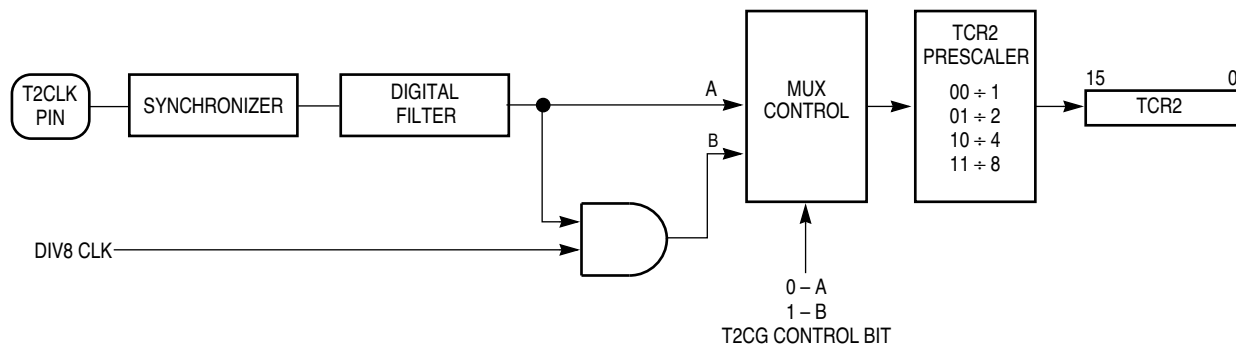 T2CLK
PIN
SYNCHRONIZER
DIGITAL
FILTER
A
B
DIV8 CLK
MUX
CONTROL
0 – A
1 – B
T2CG CONTROL BIT
TCR2
PRESCALER
00 ÷ 1
01 ÷ 2
10 ÷ 4
11 ÷ 8
15 0
TCR2